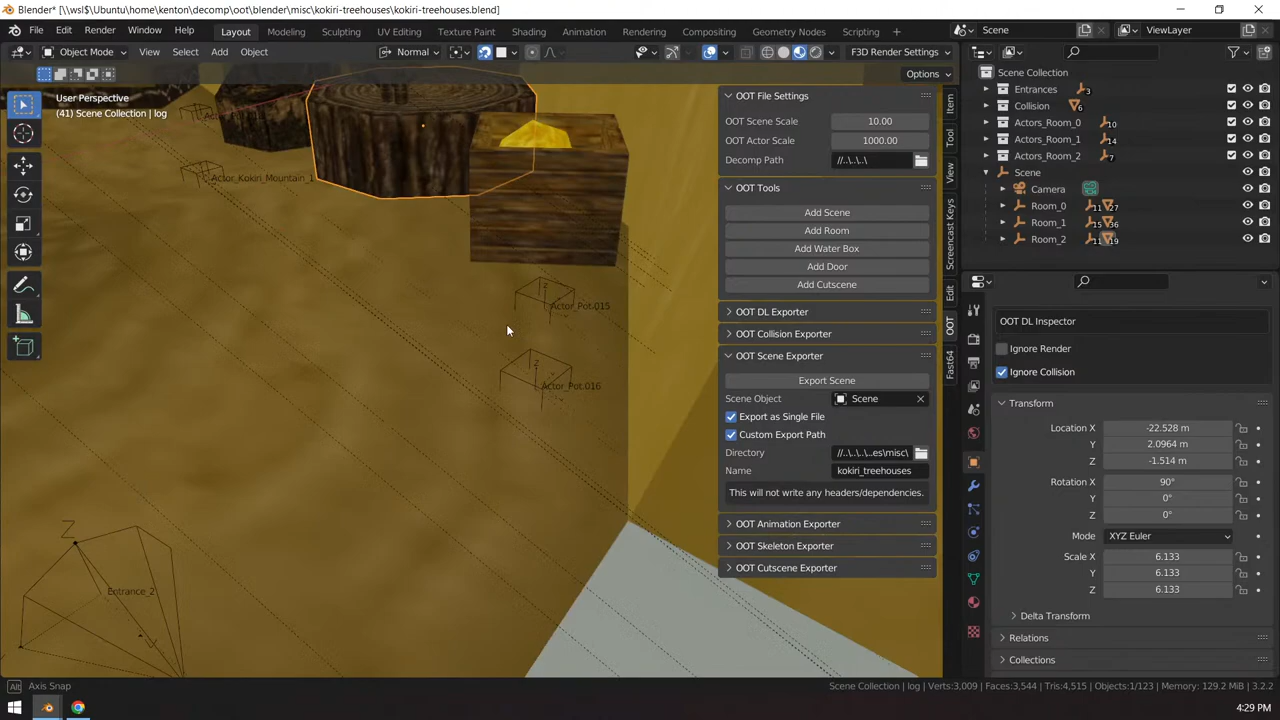 Blender* [\\wsl$\Ubuntu\home\kenton\decomp\oot\blender\misc\kokiri-treehouses\kokiri-treehouses.blend]
File Edit Render Window Help Layout Modeling Sculpting UV Editing Texture Paint Shading Animation Rendering Compositing Geometry Nodes Scripting + Scene ViewLayer
Object Mode View Select Add Object Normal F3D Render Settings
Options
User Perspective
(41) Scene Collection | log
Actor_Kokiri_Mountain_1
Actor_Pot.015
Actor_Pot.016
Entrance_2
Z
OOT File Settings
OOT Scene Scale 10.00
OOT Actor Scale 1000.00
Decomp Path //..\..\..\
OOT Tools
Add Scene
Add Room
Add Water Box
Add Door
Add Cutscene
OOT DL Exporter
OOT Collision Exporter
OOT Scene Exporter
Export Scene
Scene Object Scene
Export as Single File
Custom Export Path
Directory //..\..\..\...es\misc\
Name kokiri_treehouses
This will not write any headers/dependencies.
OOT Animation Exporter
OOT Skeleton Exporter
OOT Cutscene Exporter
Item
Tool
View
Screencast Keys
Edit
OOT
Fast64
Scene Collection
Entrances 3
Collision 6
Actors_Room_0 10
Actors_Room_1 14
Actors_Room_2 7
Scene
Camera
Room_0 11 27
Room_1 15 36
Room_2 11 19
OOT DL Inspector
Ignore Render
Ignore Collision
Transform
Location X -22.528 m
Y 2.0964 m
Z -1.514 m
Rotation X 90°
Y 0°
Z 0°
Mode XYZ Euler
Scale X 6.133
Y 6.133
Z 6.133
Delta Transform
Relations
Collections
Alt Axis Snap
Scene Collection | log | Verts:3,009 | Faces:3,544 | Tris:4,515 | Objects:1/123 | Memory: 129.2 MiB | 3.2.2
4:29 PM